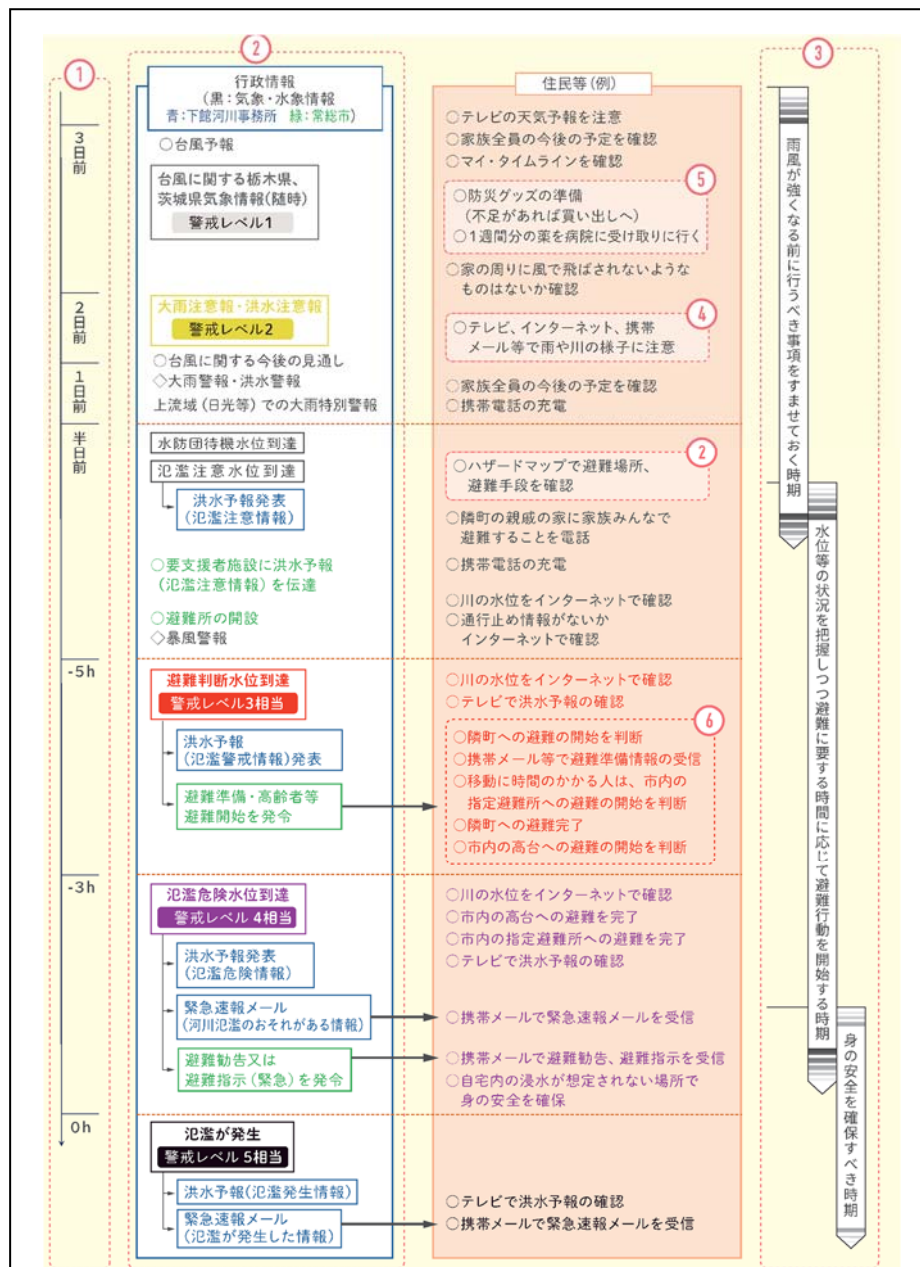 ①
3日前
2日前
1日前
半日前
-5h
-3h
0h
②
行政情報
(黒:気象・水象情報
青:下館河川事務所 緑:常総市)
○台風予報
台風に関する栃木県、
茨城県気象情報(随時)
警戒レベル1
大雨注意報・洪水注意報
警戒レベル2
○台風に関する今後の見通し
◇大雨警報・洪水警報
上流域(日光等)での大雨特別警報
水防団待機水位到達
氾濫注意水位到達
洪水予報発表
(氾濫注意情報)
○要支援者施設に洪水予報
(氾濫注意情報)を伝達
○避難所の開設
◇暴風警報
避難判断水位到達
警戒レベル3相当
洪水予報
(氾濫警戒情報)発表
避難準備・高齢者等
避難開始を発令
氾濫危険水位到達
警戒レベル 4相当
洪水予報発表
(氾濫危険情報)
緊急速報メール
(河川氾濫のおそれがある情報)
避難勧告又は
避難指示(緊急)を発令
氾濫が発生
警戒レベル 5相当
洪水予報(氾濫発生情報)
緊急速報メール
(氾濫が発生した情報)
住民等(例)
○テレビの天気予報を注意
○家族全員の今後の予定を確認
○マイ・タイムラインを確認
⑤
○防災グッズの準備
(不足があれば買い出しへ)
○1週間分の薬を病院に受け取りに行く
○家の周りに風で飛ばされないような
ものはないか確認
④
○テレビ、インターネット、携帯
メール等で雨や川の様子に注意
○家族全員の今後の予定を確認
○携帯電話の充電
②
○ハザードマップで避難場所、
避難手段を確認
○隣町の親戚の家に家族みんなで
避難することを電話
○携帯電話の充電
○川の水位をインターネットで確認
○通行止め情報がないか
インターネットで確認
○川の水位をインターネットで確認
○テレビで洪水予報の確認
⑥
○隣町への避難の開始を判断
○携帯メール等で避難準備情報の受信
○移動に時間のかかる人は、市内の
指定避難所への避難の開始を判断
○隣町への避難完了
○市内の高台への避難の開始を判断
○川の水位をインターネットで確認
○市内の高台への避難を完了
○市内の指定避難所への避難を完了
○テレビで洪水予報の確認
○携帯メールで緊急速報メールを受信
○携帯メールで避難勧告、避難指示を受信
○自宅内の浸水が想定されない場所で
身の安全を確保
○テレビで洪水予報の確認
○携帯メールで緊急速報メールを受信
③
雨風が強くなる前に行うべき事項をすませておく時期
水位等の状況を把握しつつ避難に要する時間に応じて避難行動を開始する時期
身の安全を確保すべき時期